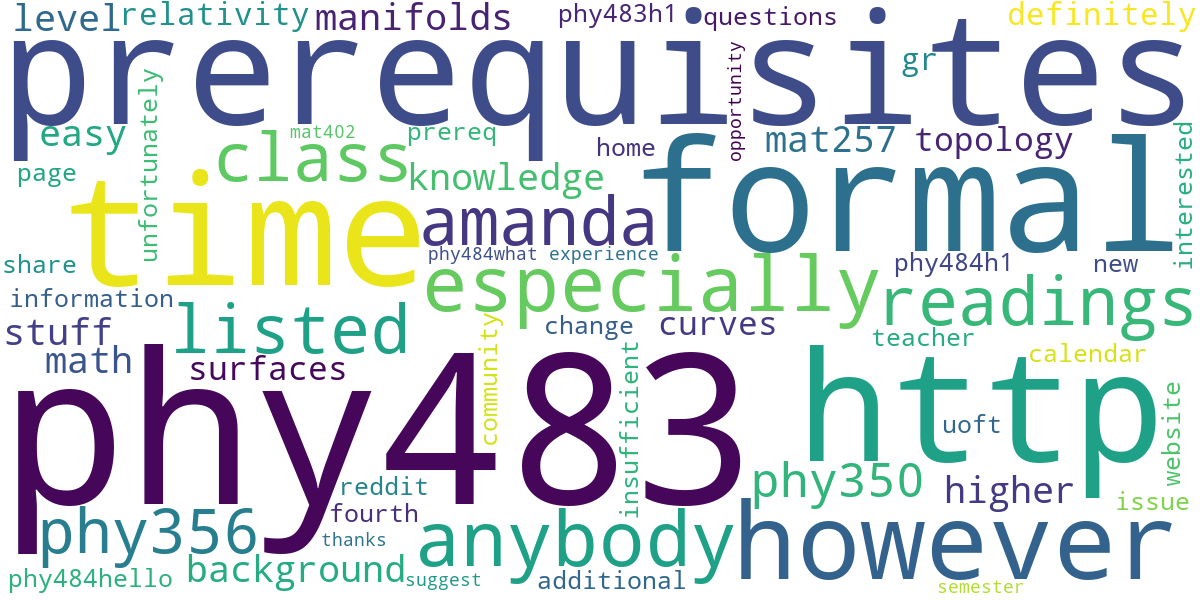 level
relativity
manifolds
phy483h1
questions
definitely
prerequisites
gr
opportunity
unfortunately
easy
mat402
prereq
class
home
mat257
topology
formal
interested
page
knowledge
time
amanda
phy484what
experience
share
especially
phy484h1
new
readings
information
stuff
listed
community
change
curves
teacher
calendar
math
surfaces
phy483
insufficient
http
uoft
website
phy350
higher
issue
reddit
fourth
thanks
phy356
anybody
however
phy484hello
background
suggest
additional
semester